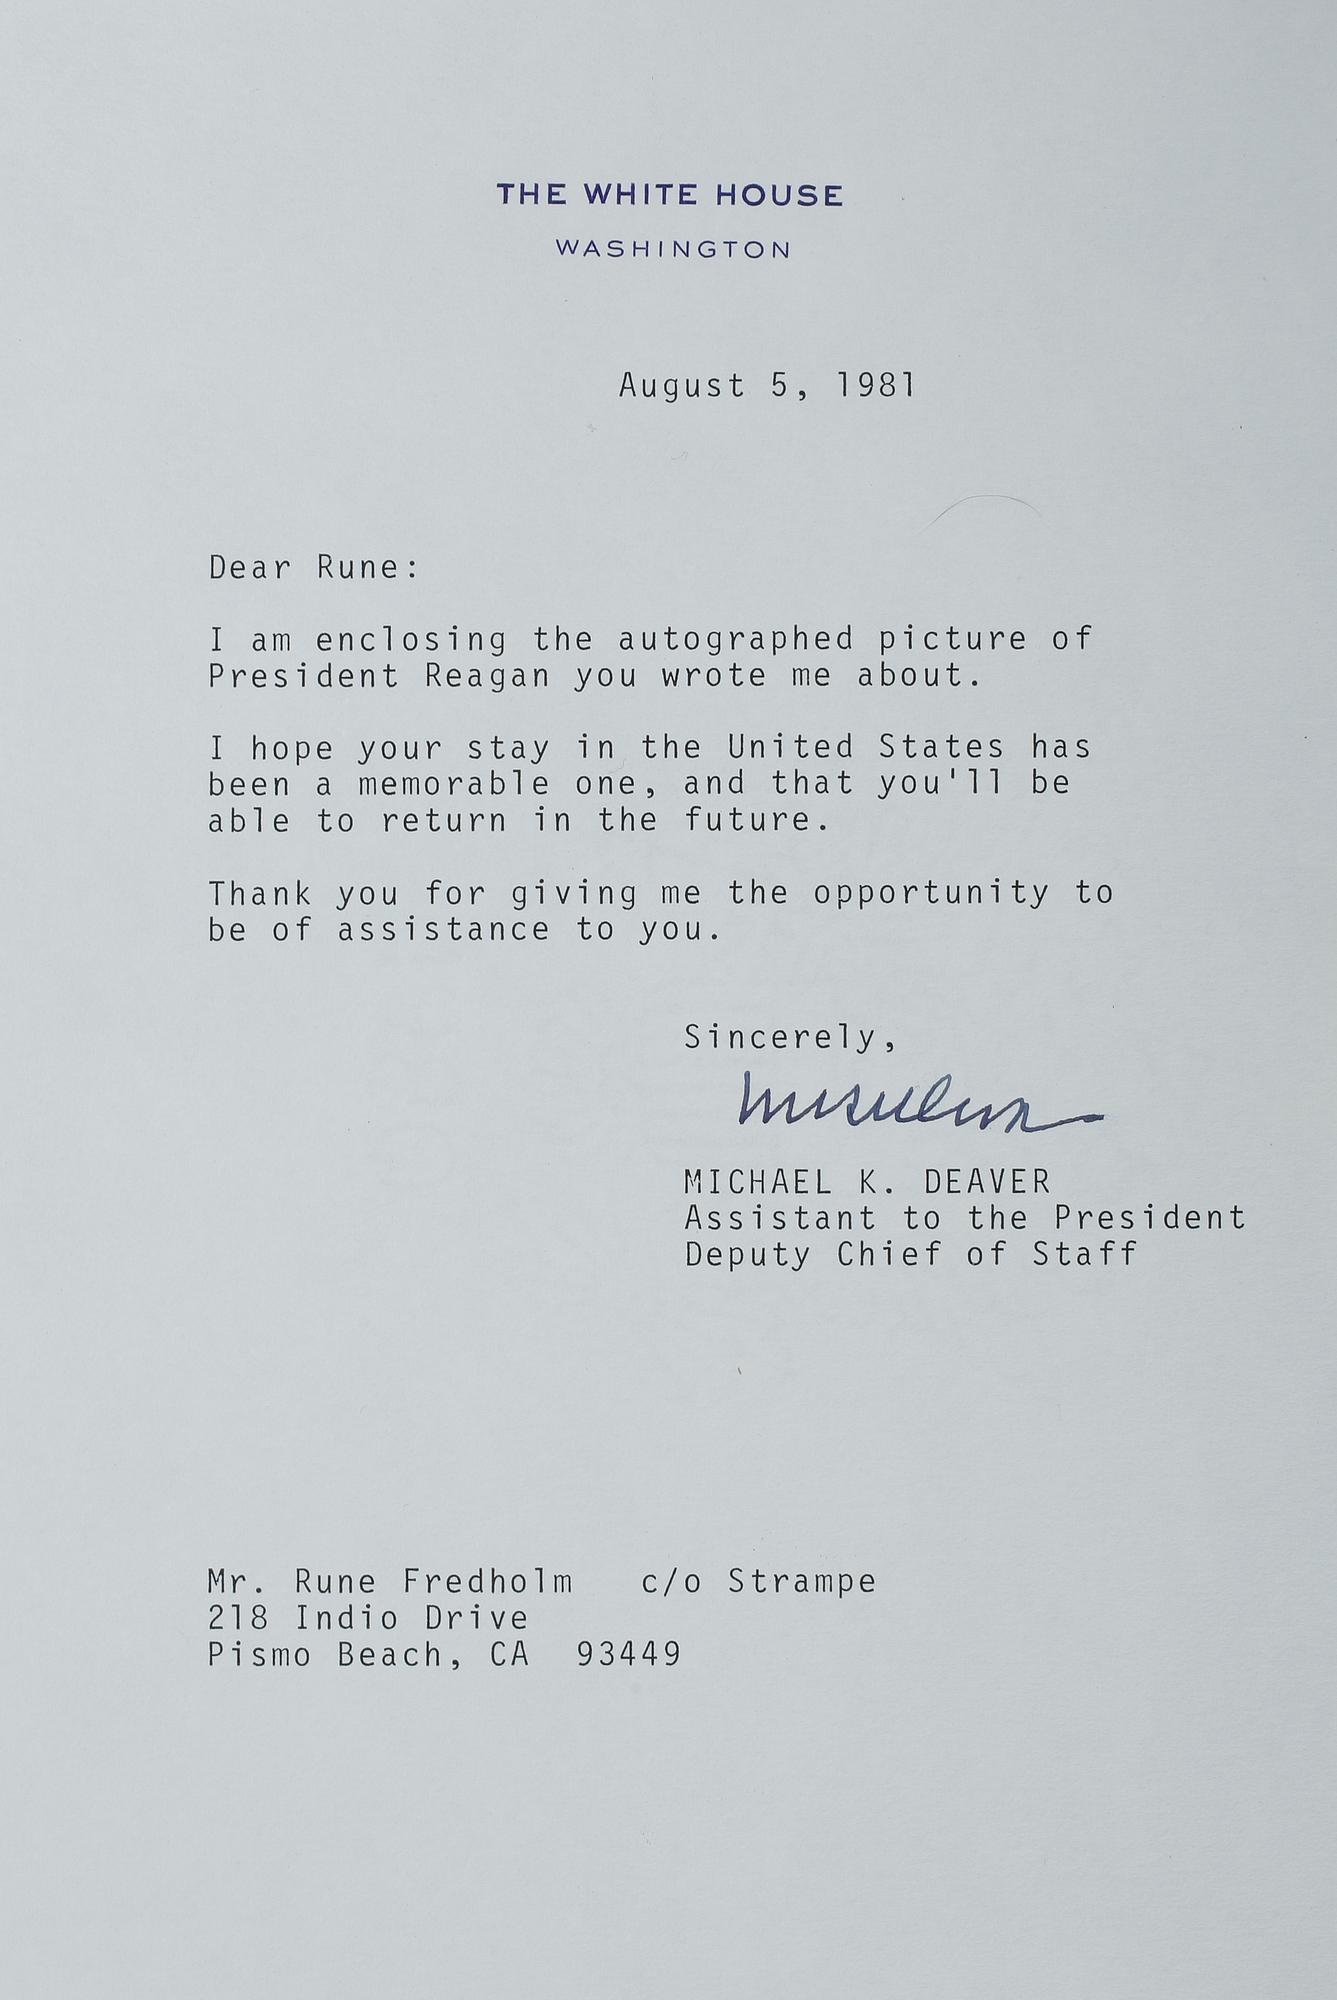 THE WHITE HOUSE
WASHINGTON
August 5, 1981
Dear Rune:
I am enclosing the autographed picture of
President Reagan you wrote me about.
I hope your stay in the United States has
been a memorable one, and that you'll be
able to return in the future.
Thank you for giving me the opportunity to
be of assistance to you.
Sincerely,
MICHAEL K. DEAVER
Assistant to the President
Deputy Chief of Staff
Mr. Rune Fredholm   c/o Strampe
218 Indio Drive
Pismo Beach, CA  93449